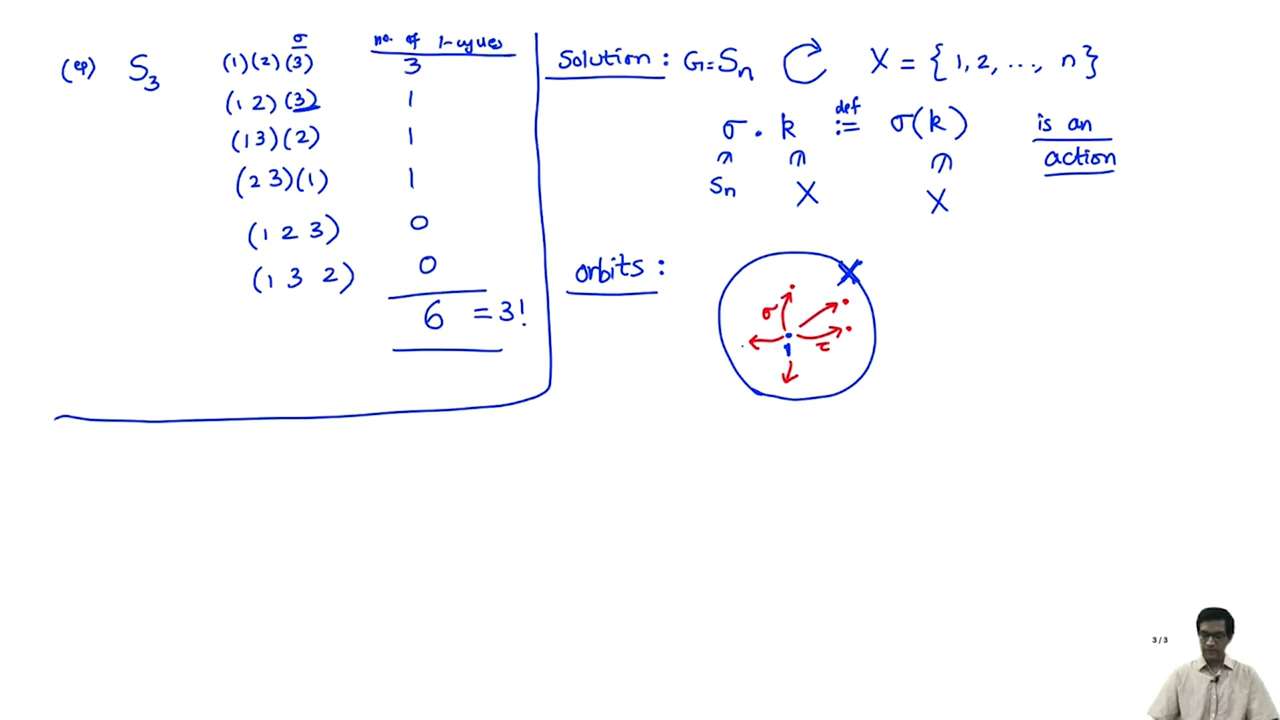 (eg) S₃
σ
(1)(2)(3)
(1 2)(3)
(1 3)(2)
(2 3)(1)
(1 2 3)
(1 3 2)
no. of 1-cycles
3
1
1
1
0
0
6 = 3!
Solution : G = Sₙ X = {1, 2, ..., n}
σ . k :=def σ(k) is an action
Sₙ X X
orbits :
X
σ
1
τ
3 / 3